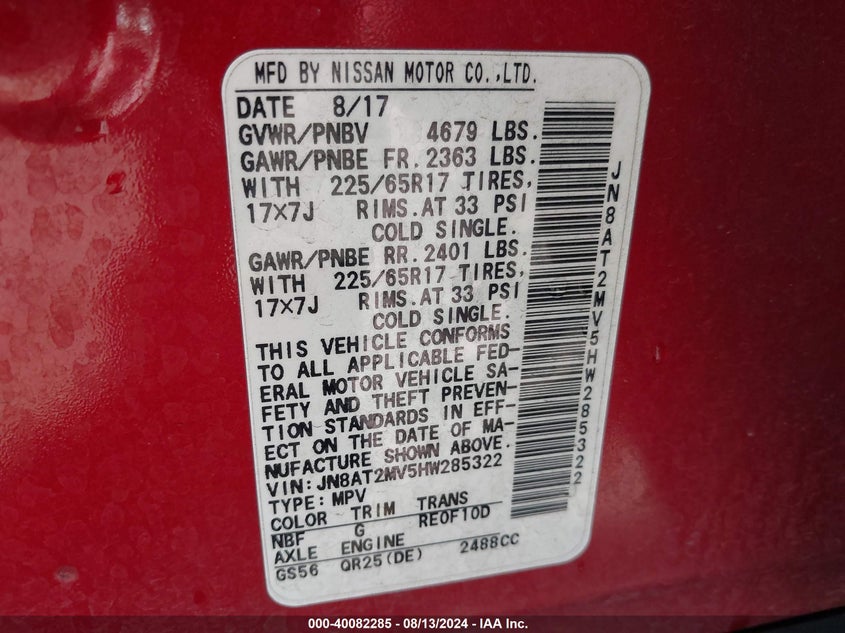 MFD BY NISSAN MOTOR CO.,LTD.
DATE 8/17
GVWR/PNBV 4679 LBS.
GAWR/PNBE FR. 2363 LBS.
WITH 225/65R17 TIRES,
17×7J RIMS. AT 33 PSI
COLD SINGLE.
GAWR/PNBE RR. 2401 LBS.
WITH 225/65R17 TIRES,
17×7J RIMS. AT 33 PSI
COLD SINGLE.
THIS VEHICLE CONFORMS
TO ALL APPLICABLE FED-
ERAL MOTOR VEHICLE SA-
FETY AND THEFT PREVEN-
TION STANDARDS IN EFF-
ECT ON THE DATE OF MA-
NUFACTURE SHOWN ABOVE.
VIN: JN8AT2MV5HW285322
TYPE: MPV
COLOR TRIM TRANS
NBF G RE0F10D
AXLE ENGINE
GS56 QR25(DE) 2488CC
JN8AT2MV5HW285322
000-40082285 - 08/13/2024 - IAA Inc.